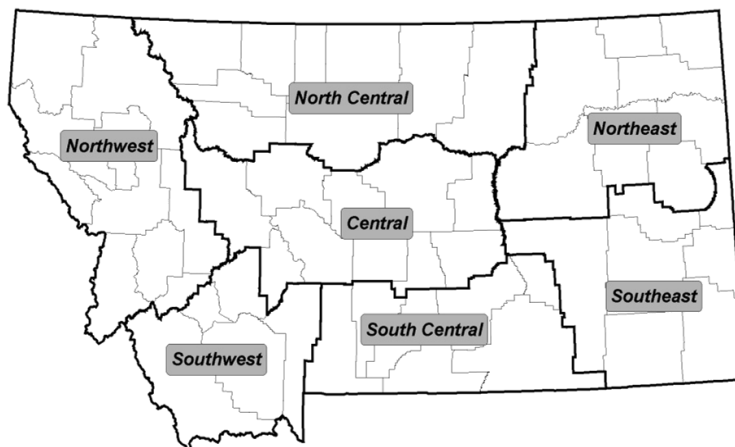 North Central
Northeast
Northwest
Central
Southeast
South Central
Southwest